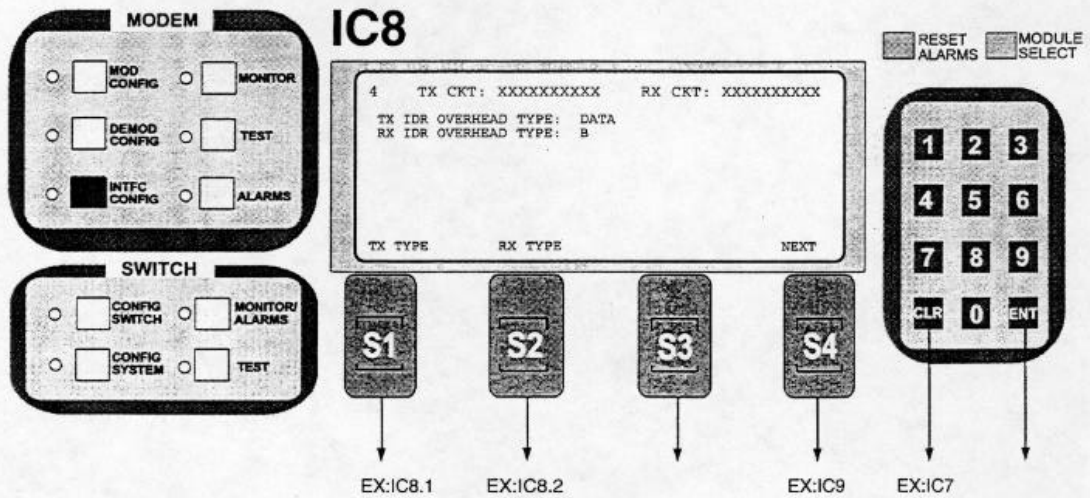 MODEM
MOD CONFIG
MONITOR
DEMOD CONFIG
TEST
INTFC CONFIG
ALARMS
SWITCH
CONFIG SWITCH
MONITOR/ ALARMS
CONFIG SYSTEM
TEST
IC8
4 TX CKT: XXXXXXXXXX RX CKT: XXXXXXXXXX
TX IDR OVERHEAD TYPE: DATA
RX IDR OVERHEAD TYPE: B
TX TYPE RX TYPE NEXT
S1 S2 S3 S4
EX:IC8.1 EX:IC8.2 EX:IC9 EX:IC7
RESET ALARMS
MODULE SELECT
1 2 3
4 5 6
7 8 9
CLR 0 ENT